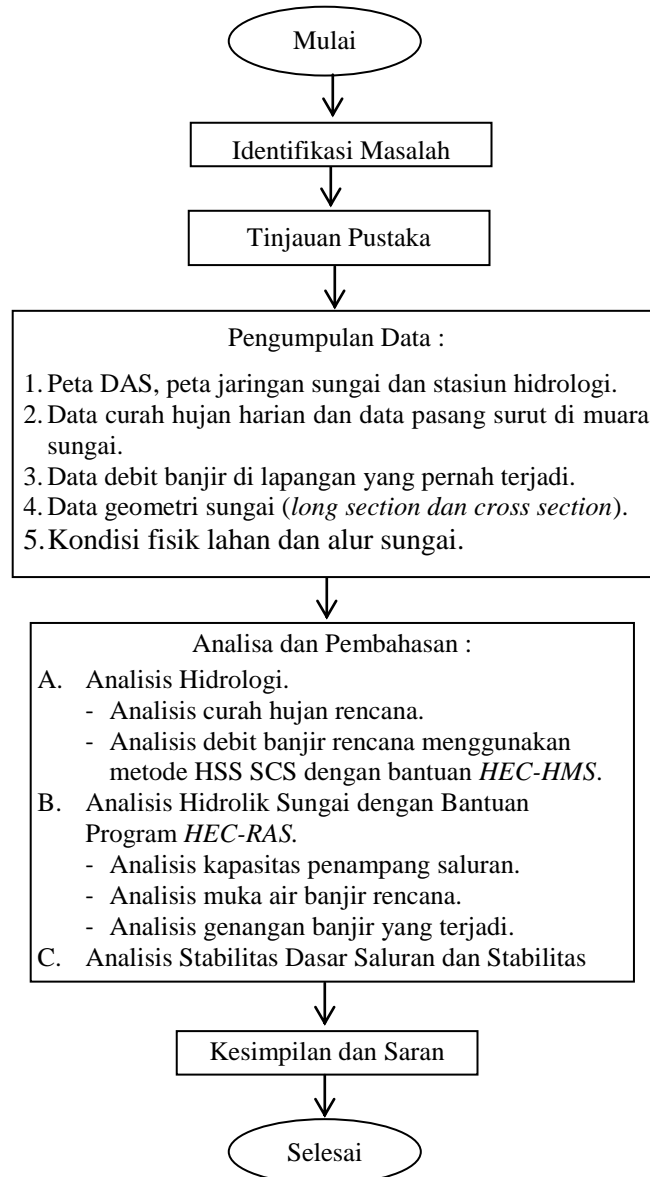 Mulai
Identifikasi Masalah
Tinjauan Pustaka
Pengumpulan Data :
1. Peta DAS, peta jaringan sungai dan stasiun hidrologi.
2. Data curah hujan harian dan data pasang surut di muara
sungai.
3. Data debit banjir di lapangan yang pernah terjadi.
4. Data geometri sungai (long section dan cross section).
5. Kondisi fisik lahan dan alur sungai.
Analisa dan Pembahasan :
A. Analisis Hidrologi.
- Analisis curah hujan rencana.
- Analisis debit banjir rencana menggunakan
metode HSS SCS dengan bantuan HEC-HMS.
B. Analisis Hidrolik Sungai dengan Bantuan
Program HEC-RAS.
- Analisis kapasitas penampang saluran.
- Analisis muka air banjir rencana.
- Analisis genangan banjir yang terjadi.
C. Analisis Stabilitas Dasar Saluran dan Stabilitas
Kesimpilan dan Saran
Selesai